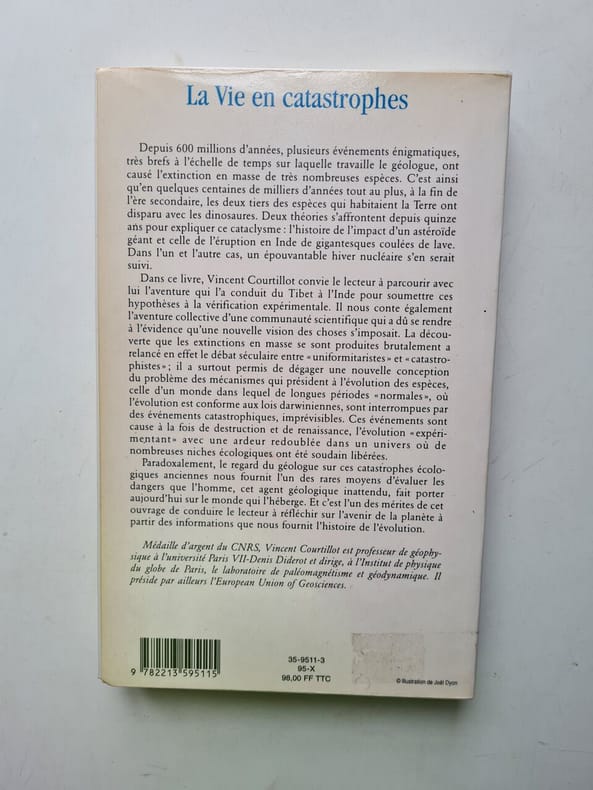 La Vie en catastrophes
Depuis 600 millions d'années, plusieurs événements énigmatiques,
très brefs à l'échelle de temps sur laquelle travaille le géologue, ont
causé l'extinction en masse de très nombreuses espèces. C'est ainsi
qu'en quelques centaines de milliers d'années tout au plus, à la fin de
l'ère secondaire, les deux tiers des espèces qui habitaient la Terre ont
disparu avec les dinosaures. Deux théories s'affrontent depuis quinze
ans pour expliquer ce cataclysme : l'histoire de l'impact d'un astéroïde
géant et celle de l'éruption en Inde de gigantesques coulées de lave.
Dans l'un et l'autre cas, un épouvantable hiver nucléaire s'en serait
suivi.
Dans ce livre, Vincent Courtillot convie le lecteur à parcourir avec
lui l'aventure qui l'a conduit du Tibet à l'Inde pour soumettre ces
hypothèses à la vérification expérimentale. Il nous conte également
l'aventure collective d'une communauté scientifique qui a dû se rendre
à l'évidence qu'une nouvelle vision des choses s'imposait. La décou-
verte que les extinctions en masse se sont produites brutalement a
relancé en effet le débat séculaire entre «uniformitaristes» et «catastro-
phistes» ; il a surtout permis de dégager une nouvelle conception
du problème des mécanismes qui président à l'évolution des espèces,
celle d'un monde dans lequel de longues périodes «normales», où
l'évolution est conforme aux lois darwiniennes, sont interrompues par
des événements catastrophiques, imprévisibles. Ces événements sont
cause à la fois de destruction et de renaissance, l'évolution «expéri-
mentant» avec une ardeur redoublée dans un univers où de
nombreuses niches écologiques ont été soudain libérées.
Paradoxalement, le regard du géologue sur ces catastrophes écolo-
giques anciennes nous fournit l'un des rares moyens d'évaluer les
dangers que l'homme, cet agent géologique inattendu, fait porter
aujourd'hui sur le monde qui l'héberge. Et c'est l'un des mérites de cet
ouvrage de conduire le lecteur à réfléchir sur l'avenir de la planète à
partir des informations que nous fournit l'histoire de l'évolution.
Médaille d'argent du CNRS, Vincent Courtillot est professeur de géophy-
sique à l'université Paris VII-Denis Diderot et dirige, à l'Institut de physique
du globe de Paris, le laboratoire de paléomagnétisme et géodynamique. Il
préside par ailleurs l'European Union of Geosciences.
9 782213 595115
35-9511-3
95-X
98,00 FF TTC
© Illustration de Joël Dyon